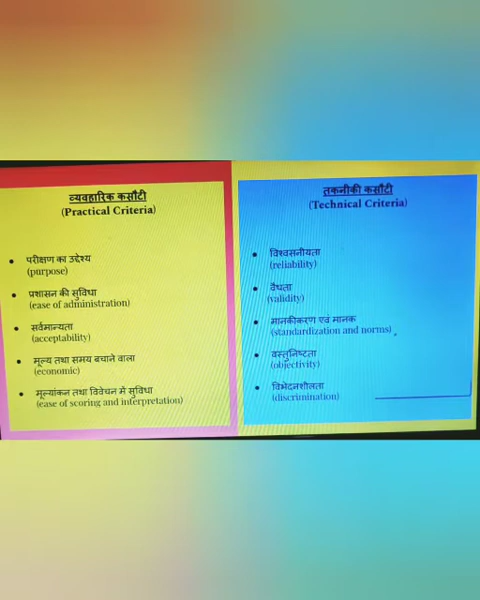 व्यवहारिक कसौटी
(Practical Criteria)
परीक्षण का उद्देश्य
(purpose)
प्रशासन की सुविधा
(ease of administration)
सर्वमान्यता
(acceptability)
मूल्य तथा समय बचाने वाला
(economic)
मूल्यांकन तथा विवेचन में सुविधा
(ease of scoring and interpretation)
तकनीकी कसौटी
(Technical Criteria)
विश्वसनीयता
(reliability)
वैधता
(validity)
मानकीकरण एवं मानक
(standardization and norms)
वस्तुनिष्टता
(objectivity)
विभेदनशीलता
(discrimination)